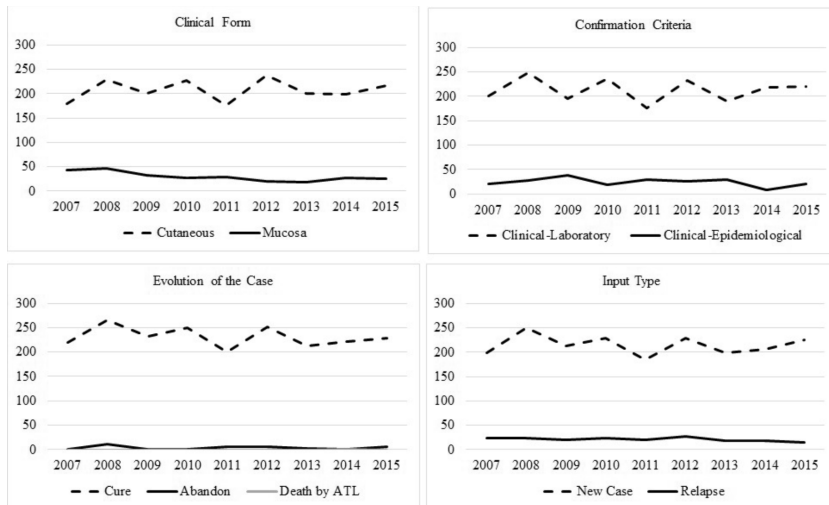 Clinical Form
300
250
200
150
100
50
0
2007 2008 2009 2010 2011 2012 2013 2014 2015
Cutaneous Mucosa
Confirmation Criteria
300
250
200
150
100
50
0
2007 2008 2009 2010 2011 2012 2013 2014 2015
Clinical-Laboratory Clinical-Epidemiological
Evolution of the Case
300
250
200
150
100
50
0
2007 2008 2009 2010 2011 2012 2013 2014 2015
Cure Abandon Death by ATL
Input Type
300
250
200
150
100
50
0
2007 2008 2009 2010 2011 2012 2013 2014 2015
New Case Relapse